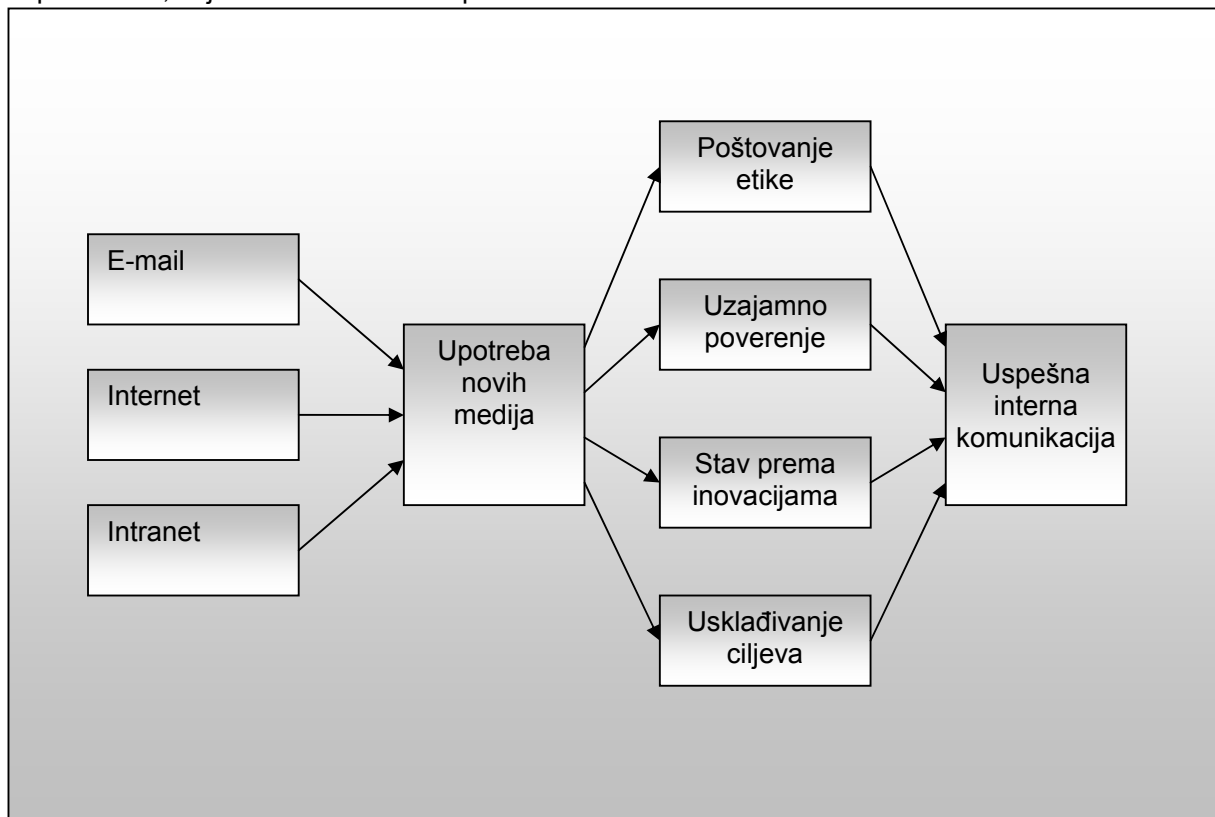 E-mail
Internet
Intranet
Upotreba
novih
medija
Poštovanje
etike
Uzajamno
poverenje
Stav prema
inovacijama
Usklađivanje
ciljeva
Uspešna
interna
komunikacija